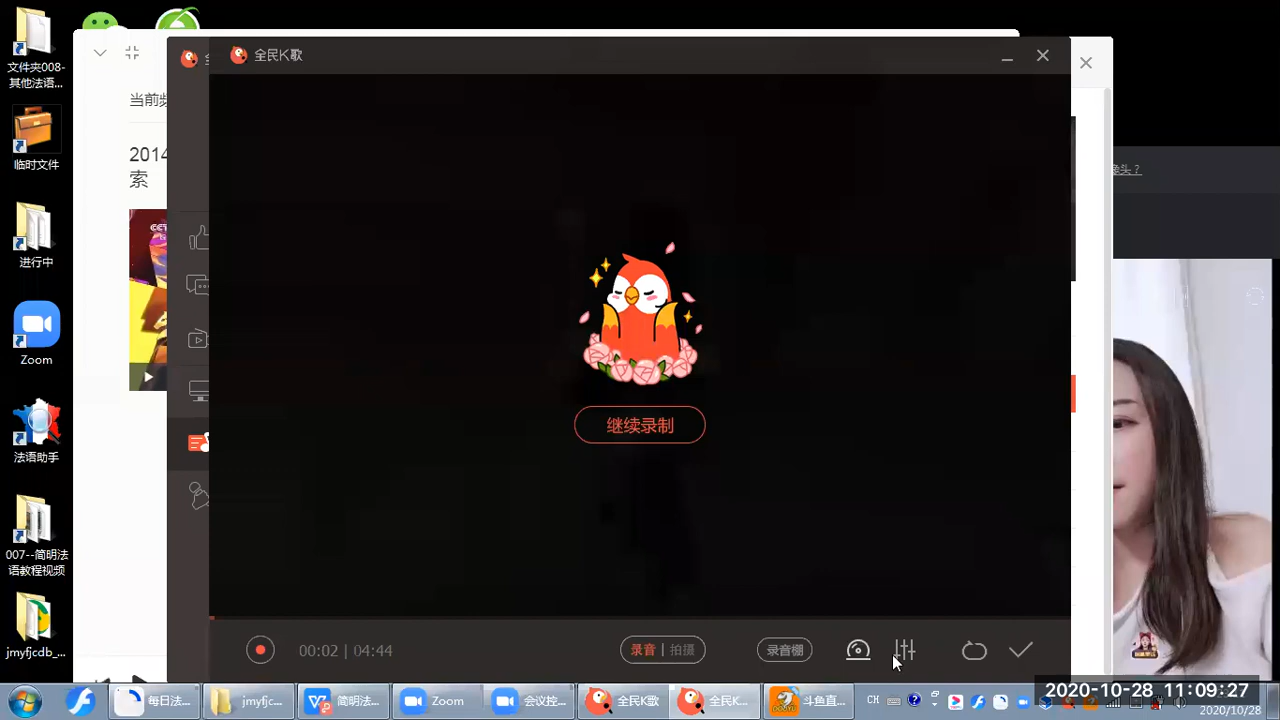 文件夹008-
其他法语...
临时文件
进行中
Zoom
法语助手
007--简明法
语教程视频
jmyfjcdb_...
当前频
2014
索
全民K歌
继续录制
00:02 | 04:44
录音 | 拍摄
录音棚
像头？
每日法...
jmyfjc...
简明法...
Zoom
会议控...
全民K歌
全民K...
斗鱼直...
CH
2020-10-28 11:09:27
2020/10/28